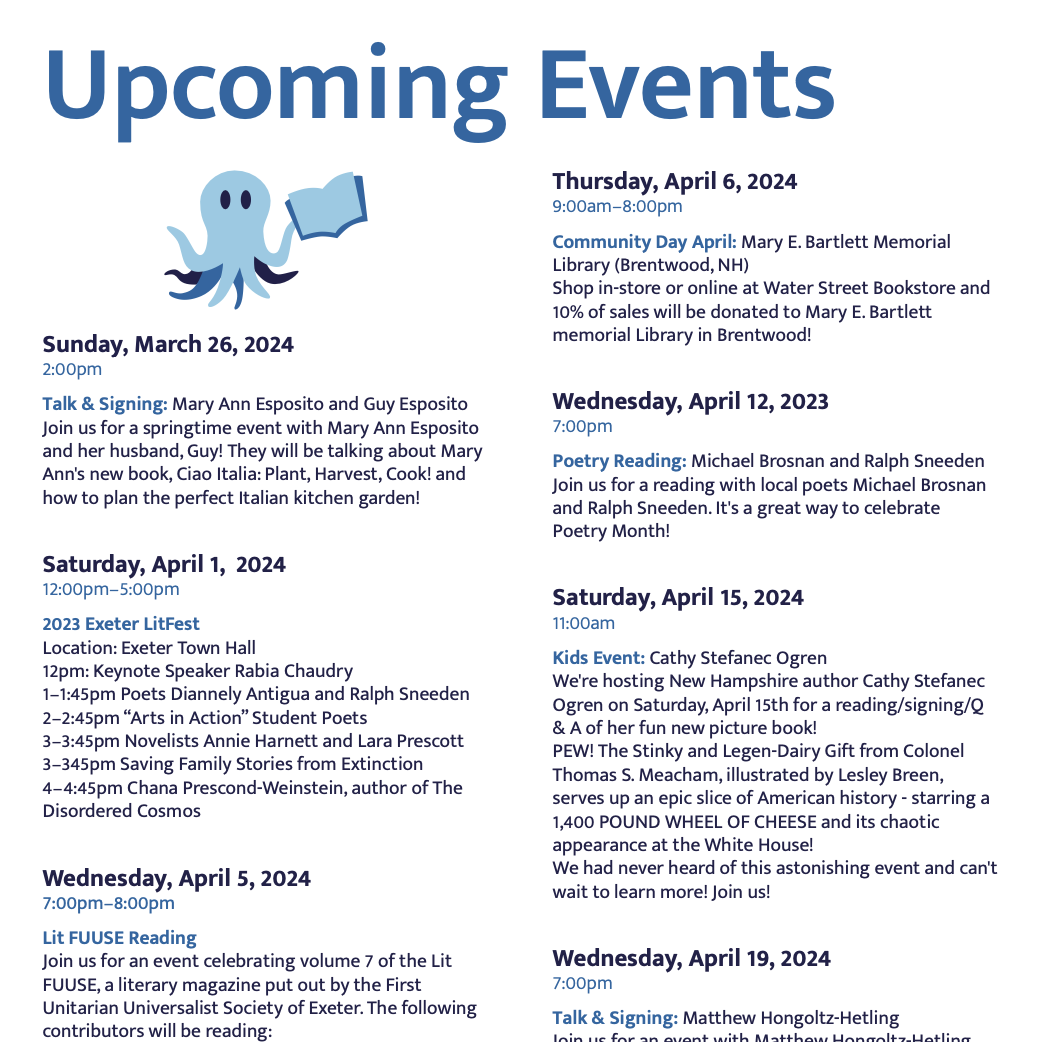 Upcoming Events
Sunday, March 26, 2024
2:00pm
Talk & Signing: Mary Ann Esposito and Guy Esposito
Join us for a springtime event with Mary Ann Esposito
and her husband, Guy! They will be talking about Mary
Ann's new book, Ciao Italia: Plant, Harvest, Cook! and
how to plan the perfect Italian kitchen garden!
Saturday, April 1,  2024
12:00pm–5:00pm
2023 Exeter LitFest
Location: Exeter Town Hall
12pm: Keynote Speaker Rabia Chaudry
1–1:45pm Poets Diannely Antigua and Ralph Sneeden
2–2:45pm “Arts in Action” Student Poets
3–3:45pm Novelists Annie Harnett and Lara Prescott
3–345pm Saving Family Stories from Extinction
4–4:45pm Chana Prescond-Weinstein, author of The
Disordered Cosmos
Wednesday, April 5, 2024
7:00pm–8:00pm
Lit FUUSE Reading
Join us for an event celebrating volume 7 of the Lit
FUUSE, a literary magazine put out by the First
Unitarian Universalist Society of Exeter. The following
contributors will be reading:
Thursday, April 6, 2024
9:00am–8:00pm
Community Day April: Mary E. Bartlett Memorial
Library (Brentwood, NH)
Shop in-store or online at Water Street Bookstore and
10% of sales will be donated to Mary E. Bartlett
memorial Library in Brentwood!
Wednesday, April 12, 2023
7:00pm
Poetry Reading: Michael Brosnan and Ralph Sneeden
Join us for a reading with local poets Michael Brosnan
and Ralph Sneeden. It's a great way to celebrate
Poetry Month!
Saturday, April 15, 2024
11:00am
Kids Event: Cathy Stefanec Ogren
We're hosting New Hampshire author Cathy Stefanec
Ogren on Saturday, April 15th for a reading/signing/Q
& A of her fun new picture book!
PEW! The Stinky and Legen-Dairy Gift from Colonel
Thomas S. Meacham, illustrated by Lesley Breen,
serves up an epic slice of American history - starring a
1,400 POUND WHEEL OF CHEESE and its chaotic
appearance at the White House!
We had never heard of this astonishing event and can't
wait to learn more! Join us!
Wednesday, April 19, 2024
7:00pm
Talk & Signing: Matthew Hongoltz-Hetling
Join us for an event with Matthew Hongoltz-Hetling